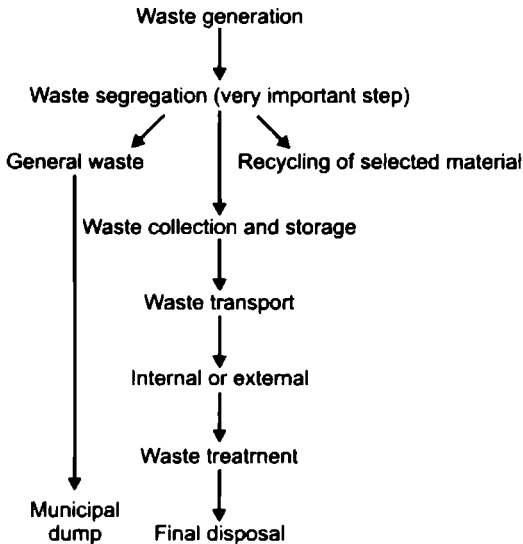 Waste generation
Waste segregation (very important step)
General waste
Recycling of selected material
Waste collection and storage
Waste transport
Internal or external
Waste treatment
Municipal
dump
Final disposal